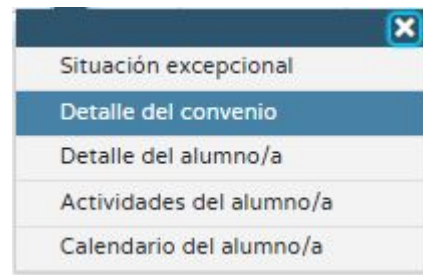 Situación excepcional
Detalle del convenio
Detalle del alumno/a
Actividades del alumno/a
Calendario del alumno/a